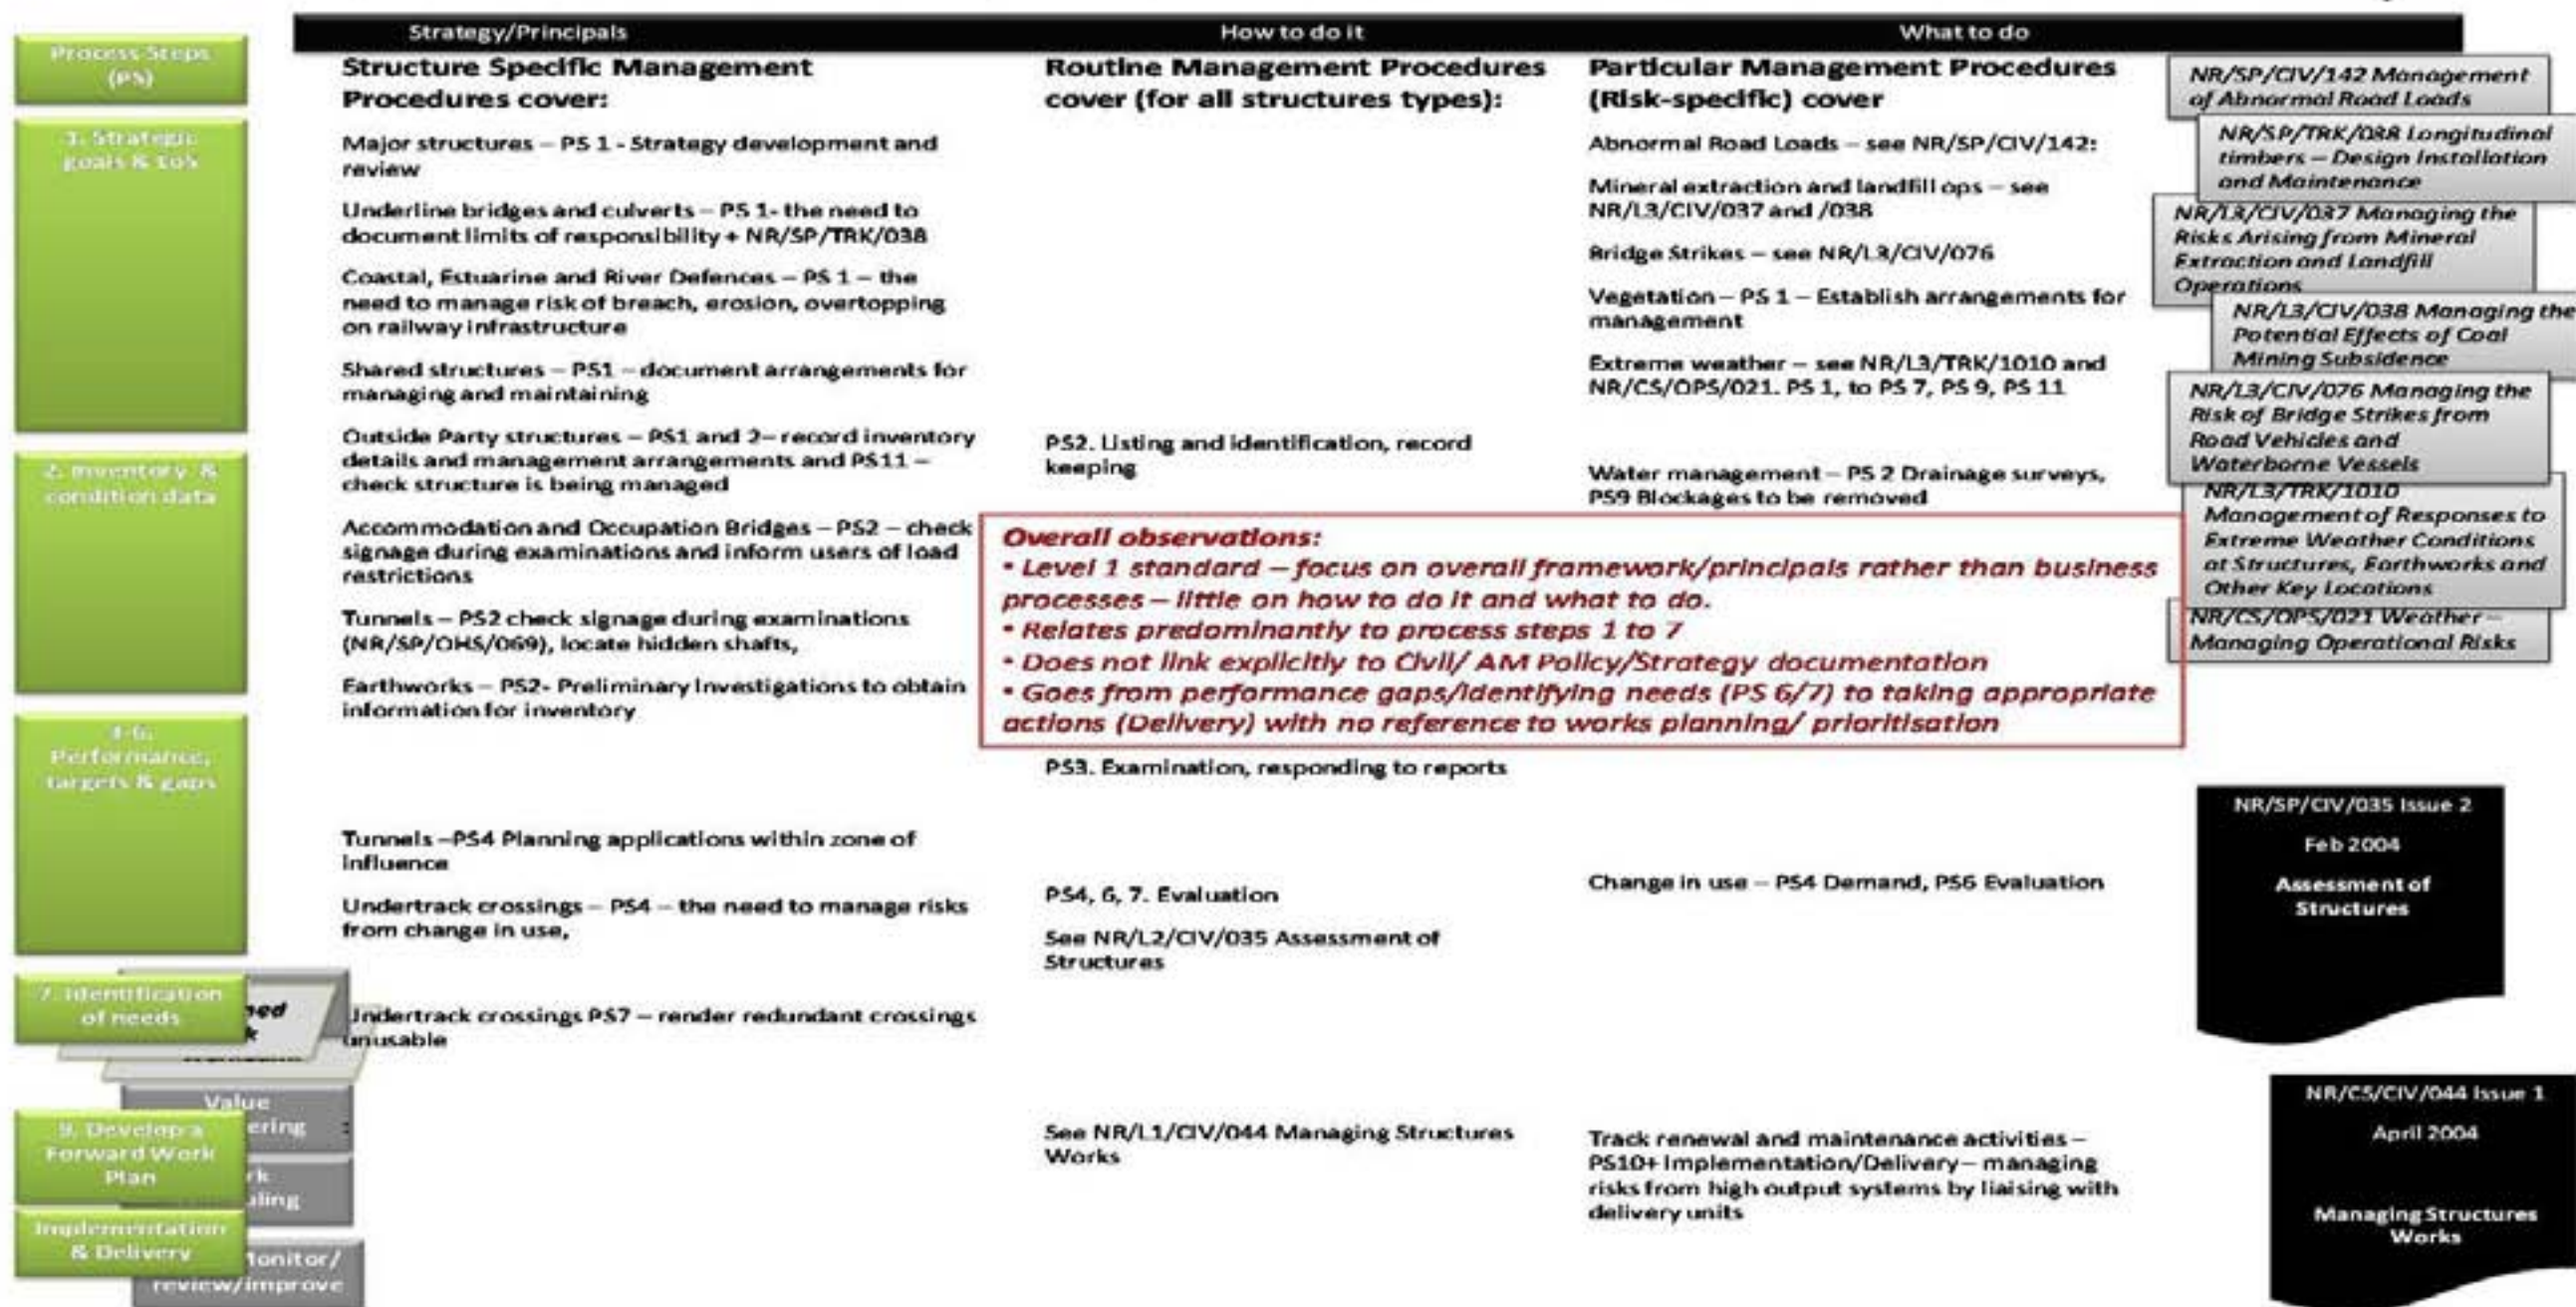 Strategy/Principals
How to do it
What to do
Process Steps
(PS)
1. Strategic
goals & LoS
2. Inventory &
condition data
Performance,
targets & gaps
7. Identification
of needs
9. Develop a
Forward Work
Plan
Implementation
& Delivery
Value
ering
review/improve
Structure Specific Management
Procedures cover:
Major structures – PS 1 - Strategy development and
review
Underline bridges and culverts – PS 1- the need to
document limits of responsibility + NR/SP/TRK/038
Coastal, Estuarine and River Defences – PS 1 – the
need to manage risk of breach, erosion, overtopping
on railway infrastructure
Shared structures – PS1 – document arrangements for
managing and maintaining
Outside Party structures – PS1 and 2– record inventory
details and management arrangements and PS11 –
check structure is being managed
Accommodation and Occupation Bridges – PS2 – check
signage during examinations and inform users of load
restrictions
Tunnels – PS2 check signage during examinations
(NR/SP/OHS/069), locate hidden shafts,
Earthworks – PS2- Preliminary Investigations to obtain
information for inventory
Tunnels –PS4 Planning applications within zone of
influence
Undertrack crossings – PS4 – the need to manage risks
from change in use,
Undertrack crossings PS7 – render redundant crossings
unusable
Routine Management Procedures
cover (for all structures types):
PS2. Listing and identification, record
keeping
Overall observations:
• Level 1 standard – focus on overall framework/principals rather than business
processes – little on how to do it and what to do.
• Relates predominantly to process steps 1 to 7
• Does not link explicitly to Civil/ AM Policy/Strategy documentation
• Goes from performance gaps/identifying needs (PS 6/7) to taking appropriate
actions (Delivery) with no reference to works planning/ prioritisation
PS3. Examination, responding to reports
PS4, 6, 7. Evaluation
See NR/L2/CIV/035 Assessment of
Structures
See NR/L1/CIV/044 Managing Structures
Works
Particular Management Procedures
(Risk-specific) cover
Abnormal Road Loads – see NR/SP/CIV/142:
Mineral extraction and landfill ops – see
NR/L3/CIV/037 and /038
Bridge Strikes – see NR/L3/CIV/076
Vegetation – PS 1 – Establish arrangements for
management
Extreme weather – see NR/L3/TRK/1010 and
NR/CS/OPS/021. PS 1, to PS 7, PS 9, PS 11
Water management – PS 2 Drainage surveys,
PS9 Blockages to be removed
Change in use – PS4 Demand, PS6 Evaluation
Track renewal and maintenance activities –
PS10+ Implementation/Delivery– managing
risks from high output systems by liaising with
delivery units
NR/SP/CIV/142 Management
of Abnormal Road Loads
NR/SP/TRK/038 Longitudinal
timbers – Design Installation
and Maintenance
NR/L3/CIV/037 Managing the
Risks Arising from Mineral
Extraction and Landfill
Operations
NR/L3/CIV/038 Managing the
Potential Effects of Coal
Mining Subsidence
NR/L3/CIV/076 Managing the
Risk of Bridge Strikes from
Road Vehicles and
Waterborne Vessels
NR/L3/TRK/1010
Management of Responses to
Extreme Weather Conditions
at Structures, Earthworks and
Other Key Locations
NR/CS/OPS/021 Weather –
Managing Operational Risks
NR/SP/CIV/035 Issue 2
Feb 2004
Assessment of
Structures
NR/CS/CIV/044 Issue 1
April 2004
Managing Structures
Works